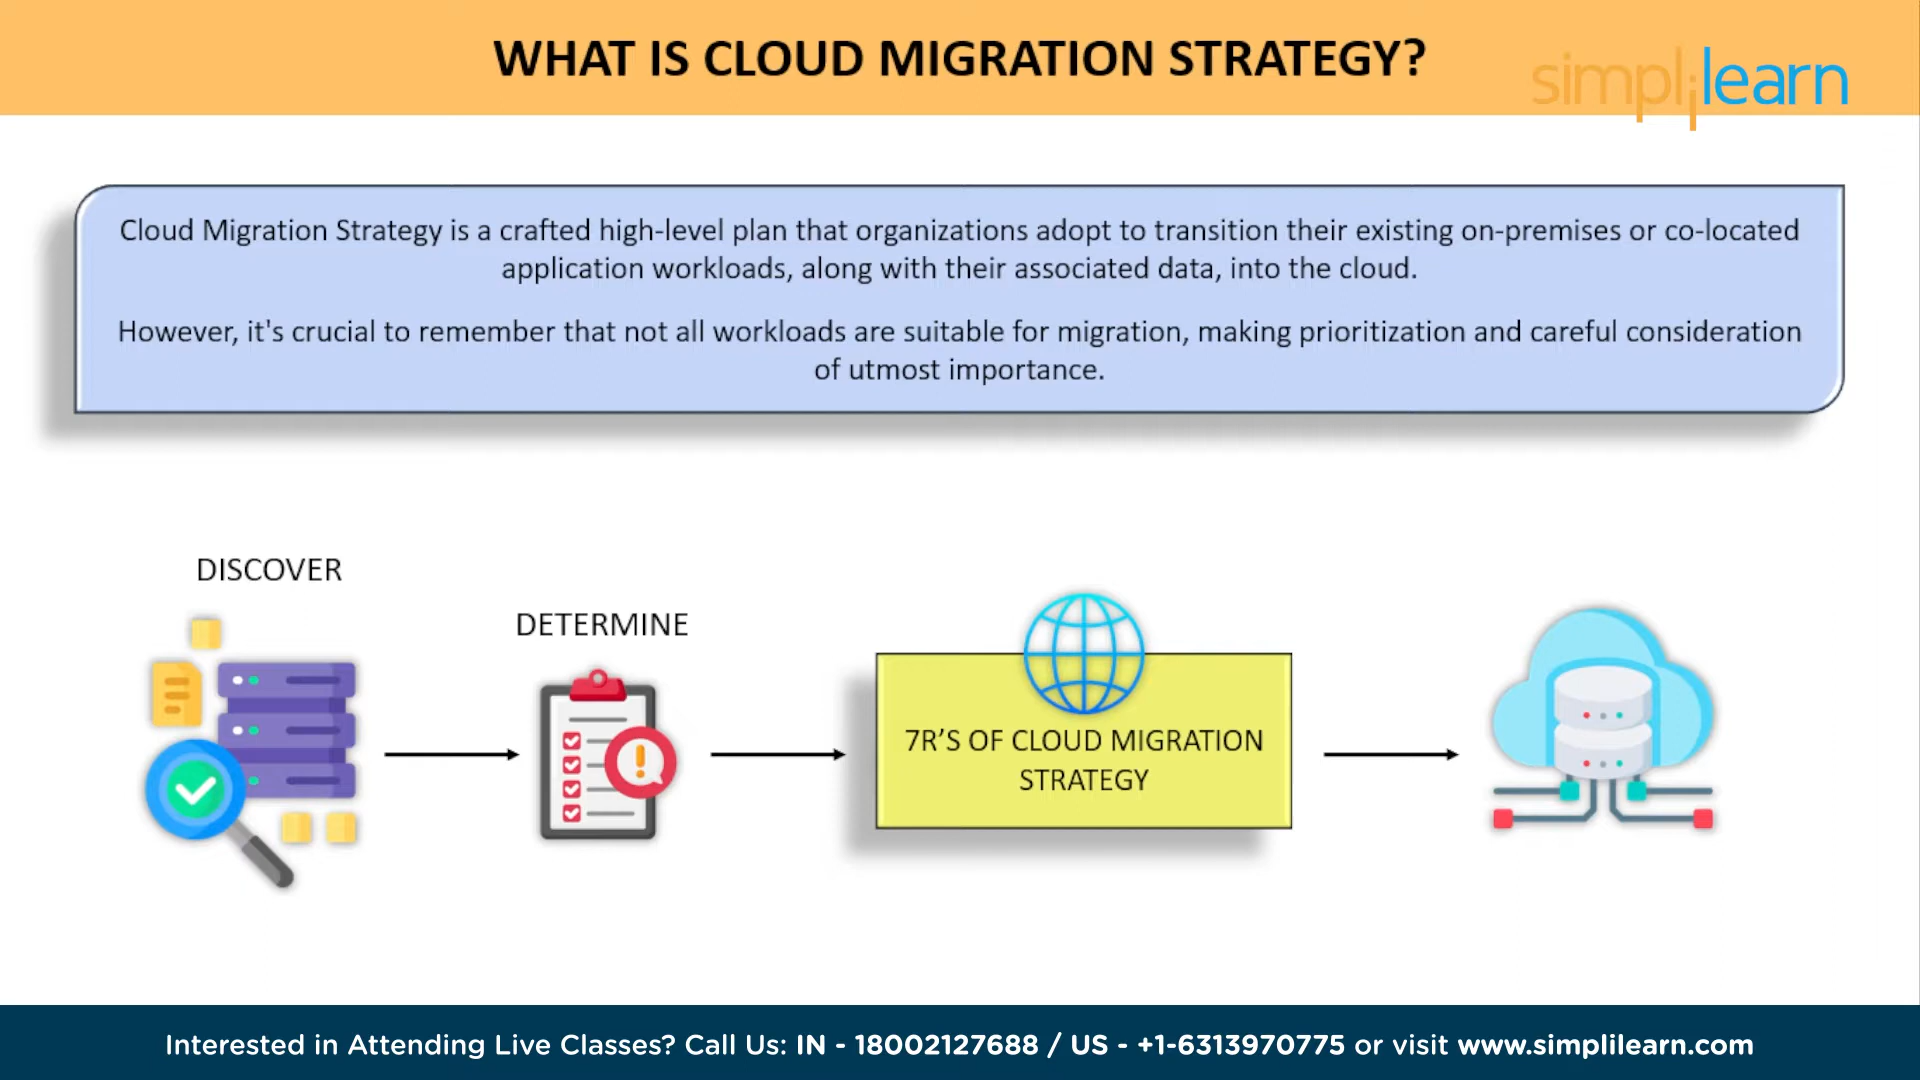 WHAT IS CLOUD MIGRATION STRATEGY?
simplilearn
Cloud Migration Strategy is a crafted high-level plan that organizations adopt to transition their existing on-premises or co-located
application workloads, along with their associated data, into the cloud.
However, it's crucial to remember that not all workloads are suitable for migration, making prioritization and careful consideration
of utmost importance.
DISCOVER
DETERMINE
7R’S OF CLOUD MIGRATION
STRATEGY
Interested in Attending Live Classes? Call Us: IN - 18002127688 / US - +1-6313970775 or visit www.simplilearn.com